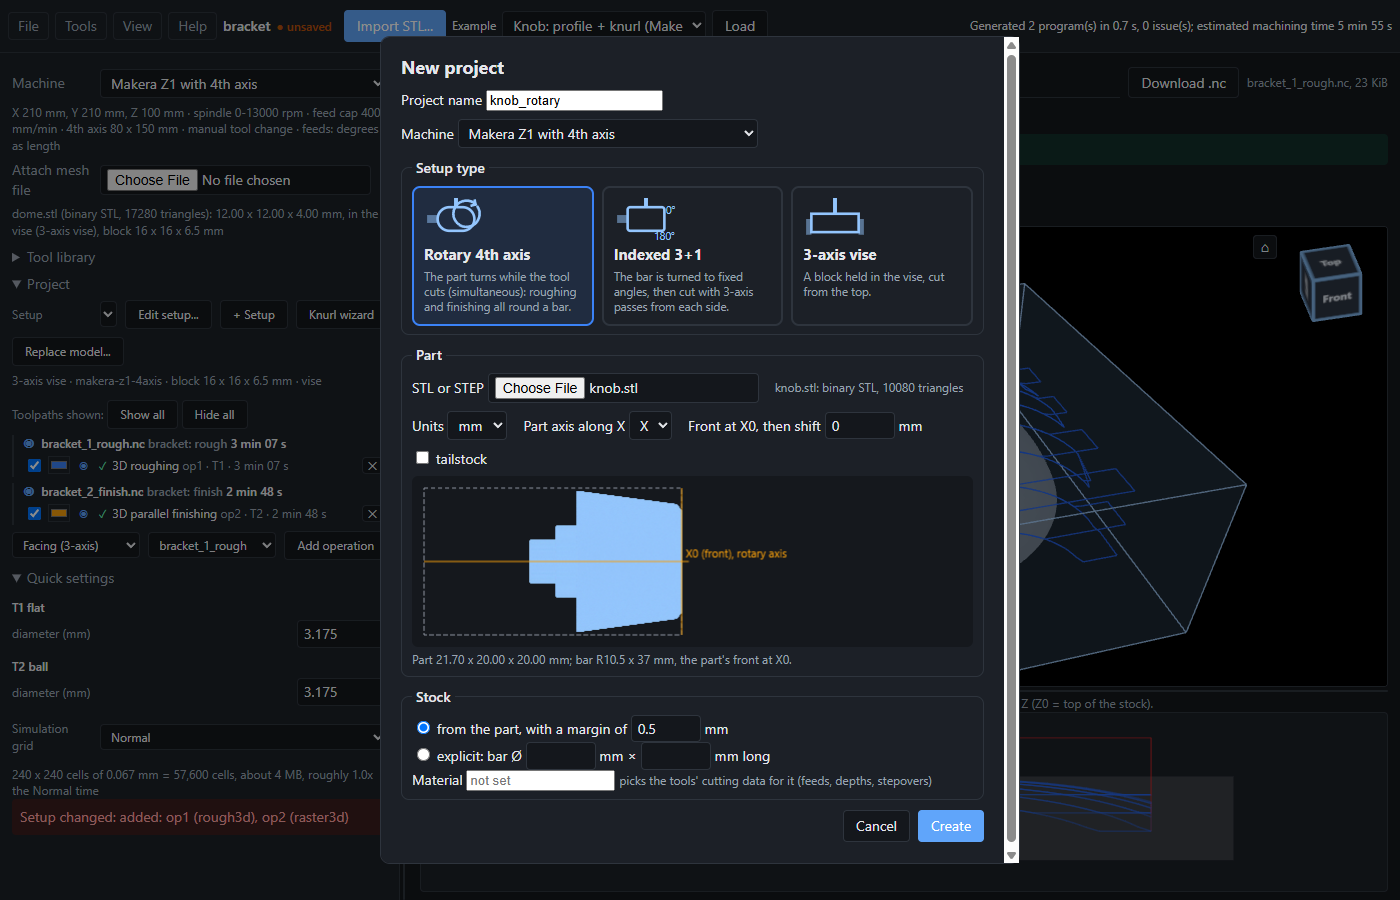 File Tools View Help bracket • unsaved Import STL... Example Knob: profile + knurl (Make Load Generated 2 program(s) in 0.7 s, 0 issue(s); estimated machining time 5 min 55 s
Machine Makera Z1 with 4th axis
X 210 mm, Y 210 mm, Z 100 mm · spindle 0-13000 rpm · feed cap 400
mm/min · 4th axis 80 x 150 mm · manual tool change · feeds: degrees
as length
Attach mesh
file
Choose File No file chosen
dome.stl (binary STL, 17280 triangles): 12.00 x 12.00 x 4.00 mm, in the
vise (3-axis vise), block 16 x 16 x 6.5 mm
Tool library
Project
Setup Edit setup... + Setup Knurl wizard
Replace model...
3-axis vise · makera-z1-4axis · block 16 x 16 x 6.5 mm · vise
Toolpaths shown: Show all Hide all
bracket_1_rough.nc bracket: rough 3 min 07 s
✓ 3D roughing op1 · T1 · 3 min 07 s ×
bracket_2_finish.nc bracket: finish 2 min 48 s
✓ 3D parallel finishing op2 · T2 · 2 min 48 s ×
Facing (3-axis) bracket_1_rough Add operation
Quick settings
T1 flat
diameter (mm) 3.175
T2 ball
diameter (mm) 3.175
Simulation
grid
Normal
240 x 240 cells of 0.067 mm = 57,600 cells, about 4 MB, roughly 1.0x
the Normal time
Setup changed: added: op1 (rough3d), op2 (raster3d)
New project
Project name knob_rotary
Machine Makera Z1 with 4th axis
Setup type
Rotary 4th axis
The part turns while the tool
cuts (simultaneous): roughing
and finishing all round a bar.
0°
180°
Indexed 3+1
The bar is turned to fixed
angles, then cut with 3-axis
passes from each side.
3-axis vise
A block held in the vise, cut
from the top.
Part
STL or STEP Choose File knob.stl knob.stl: binary STL, 10080 triangles
Units mm Part axis along X X Front at X0, then shift 0 mm
tailstock
X0 (front), rotary axis
Part 21.70 x 20.00 x 20.00 mm; bar R10.5 x 37 mm, the part's front at X0.
Stock
from the part, with a margin of 0.5 mm
explicit: bar Ø mm × mm long
Material not set picks the tools' cutting data for it (feeds, depths, stepovers)
Cancel Create
Download .nc bracket_1_rough.nc, 23 KiB
Top
Front
Z (Z0 = top of the stock).